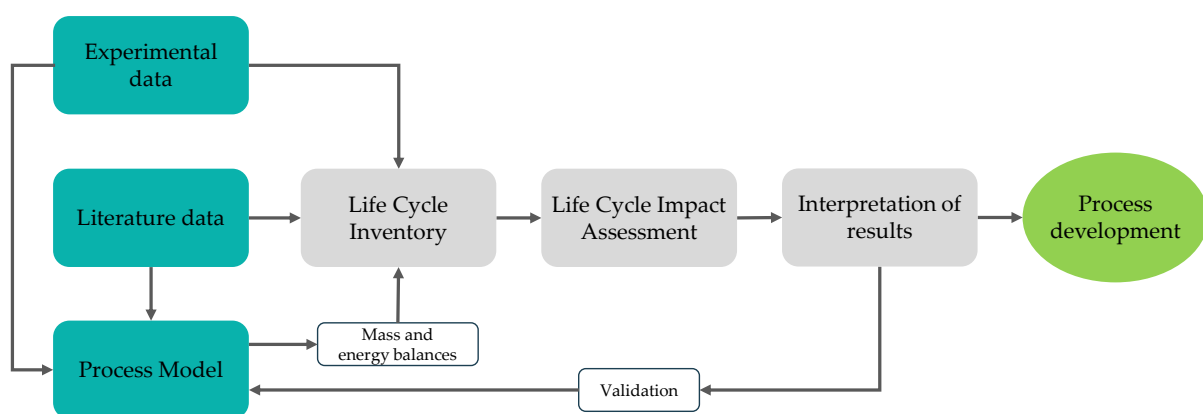 Experimental
data
Literature data
Life Cycle
Inventory
Life Cycle Impact
Assessment
Interpretation of
results
Process
development
Process Model
Mass and
energy balances
Validation